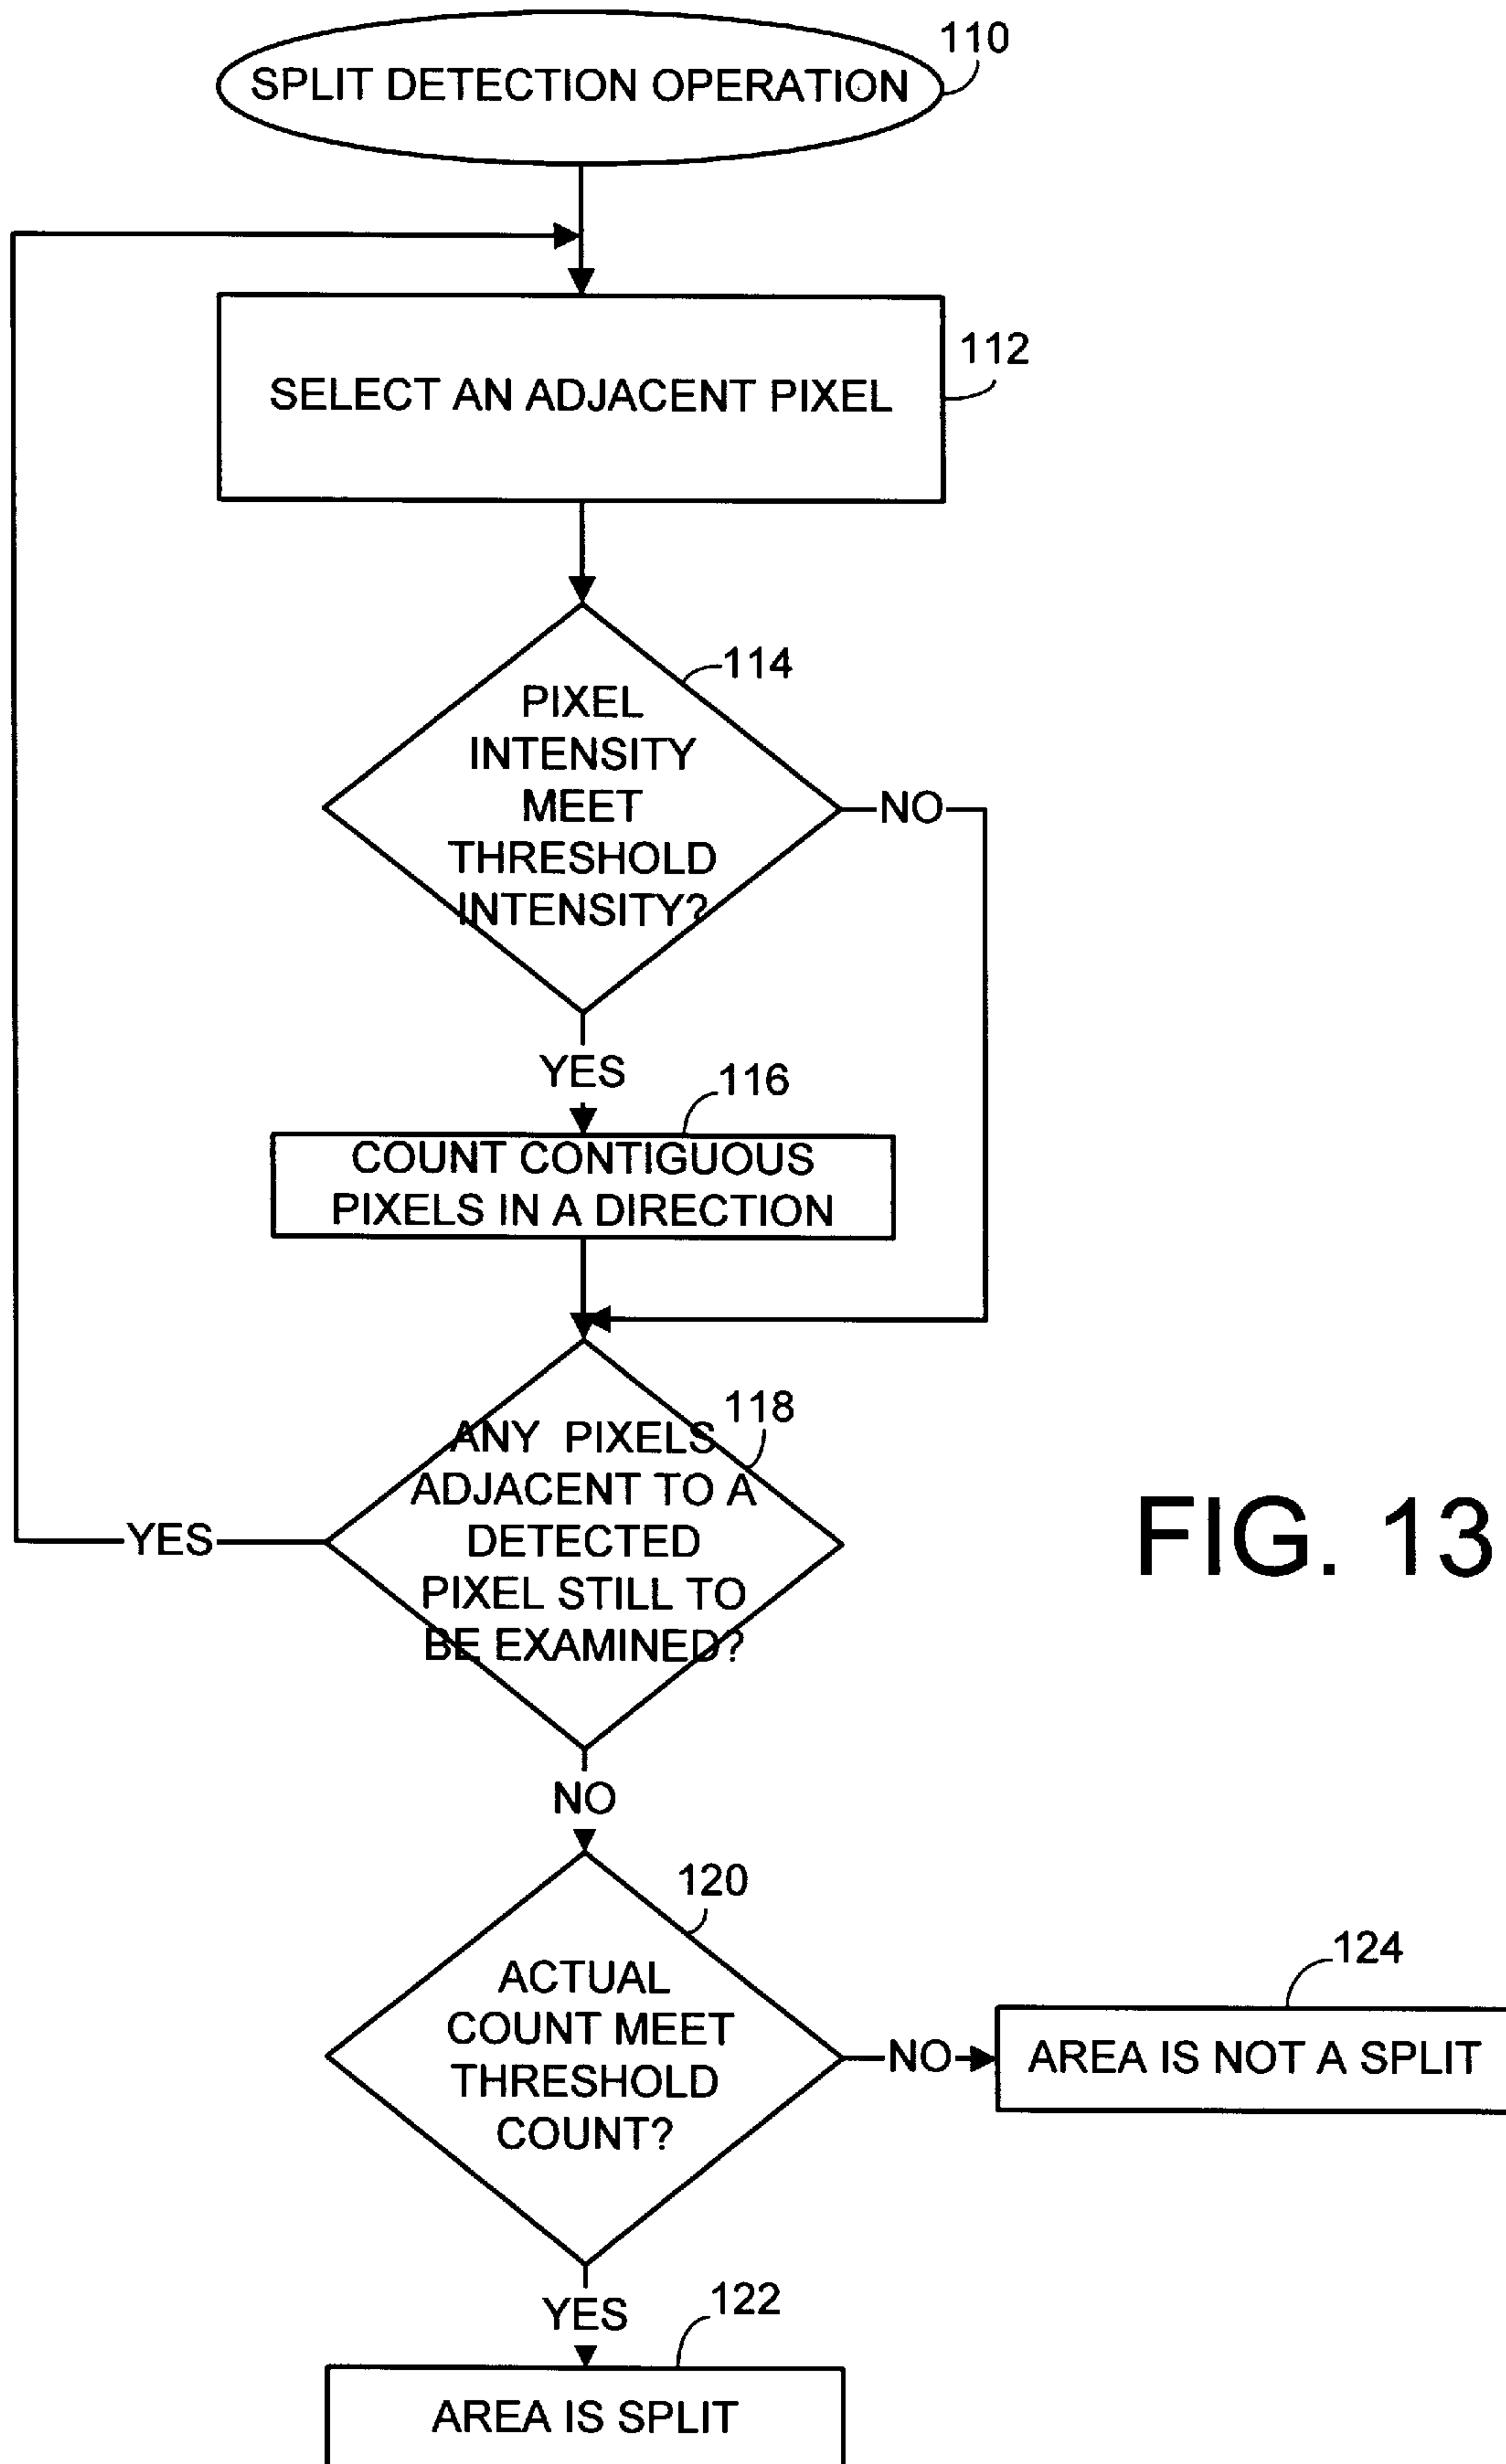 110
SPLIT DETECTION OPERATION
112
SELECT AN ADJACENT PIXEL
114
PIXEL
INTENSITY
MEET
THRESHOLD
INTENSITY?
NO
YES
116
COUNT CONTIGUOUS
PIXELS IN A DIRECTION
118
ANY PIXELS
ADJACENT TO A
DETECTED
PIXEL STILL TO
BE EXAMINED?
YES
FIG. 13
NO
120
ACTUAL
COUNT MEET
THRESHOLD
COUNT?
NO
124
AREA IS NOT A SPLIT
YES
122
AREA IS SPLIT